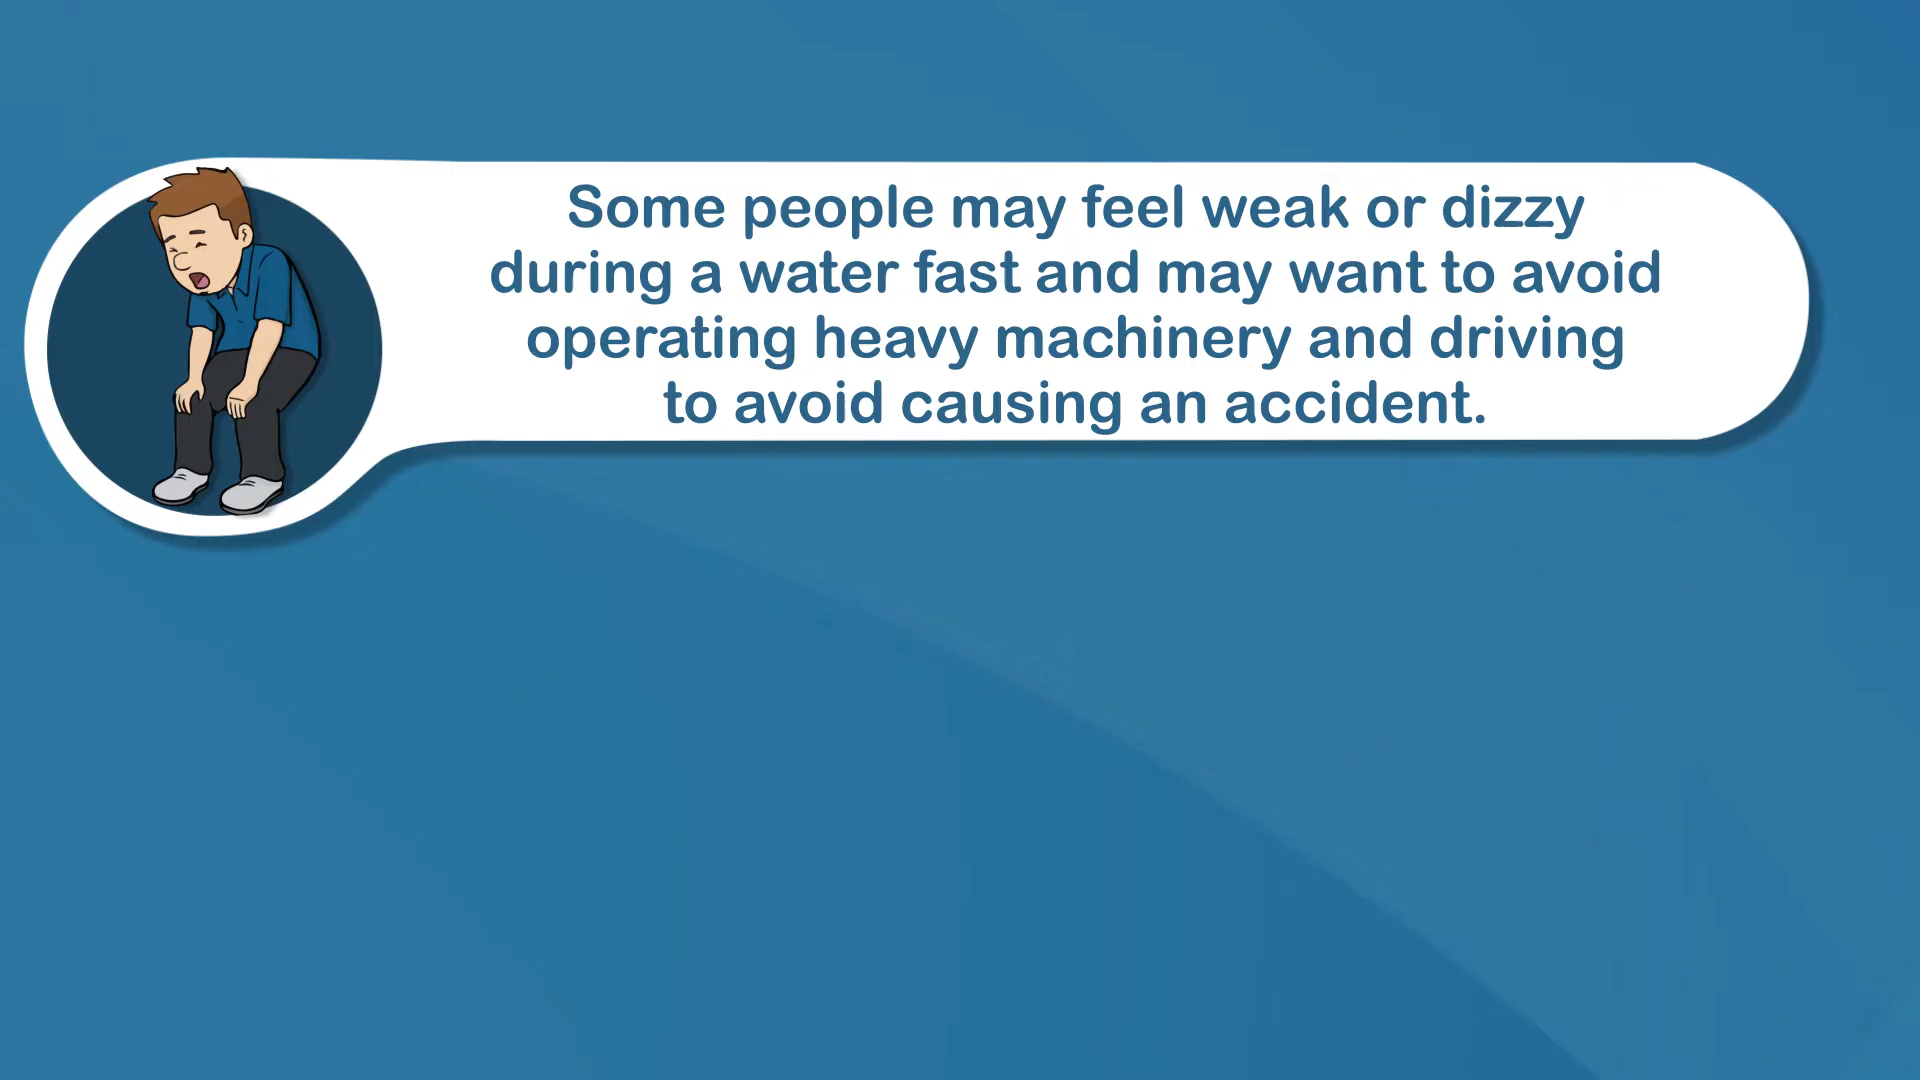 Some people may feel weak or dizzy
during a water fast and may want to avoid
operating heavy machinery and driving
to avoid causing an accident.